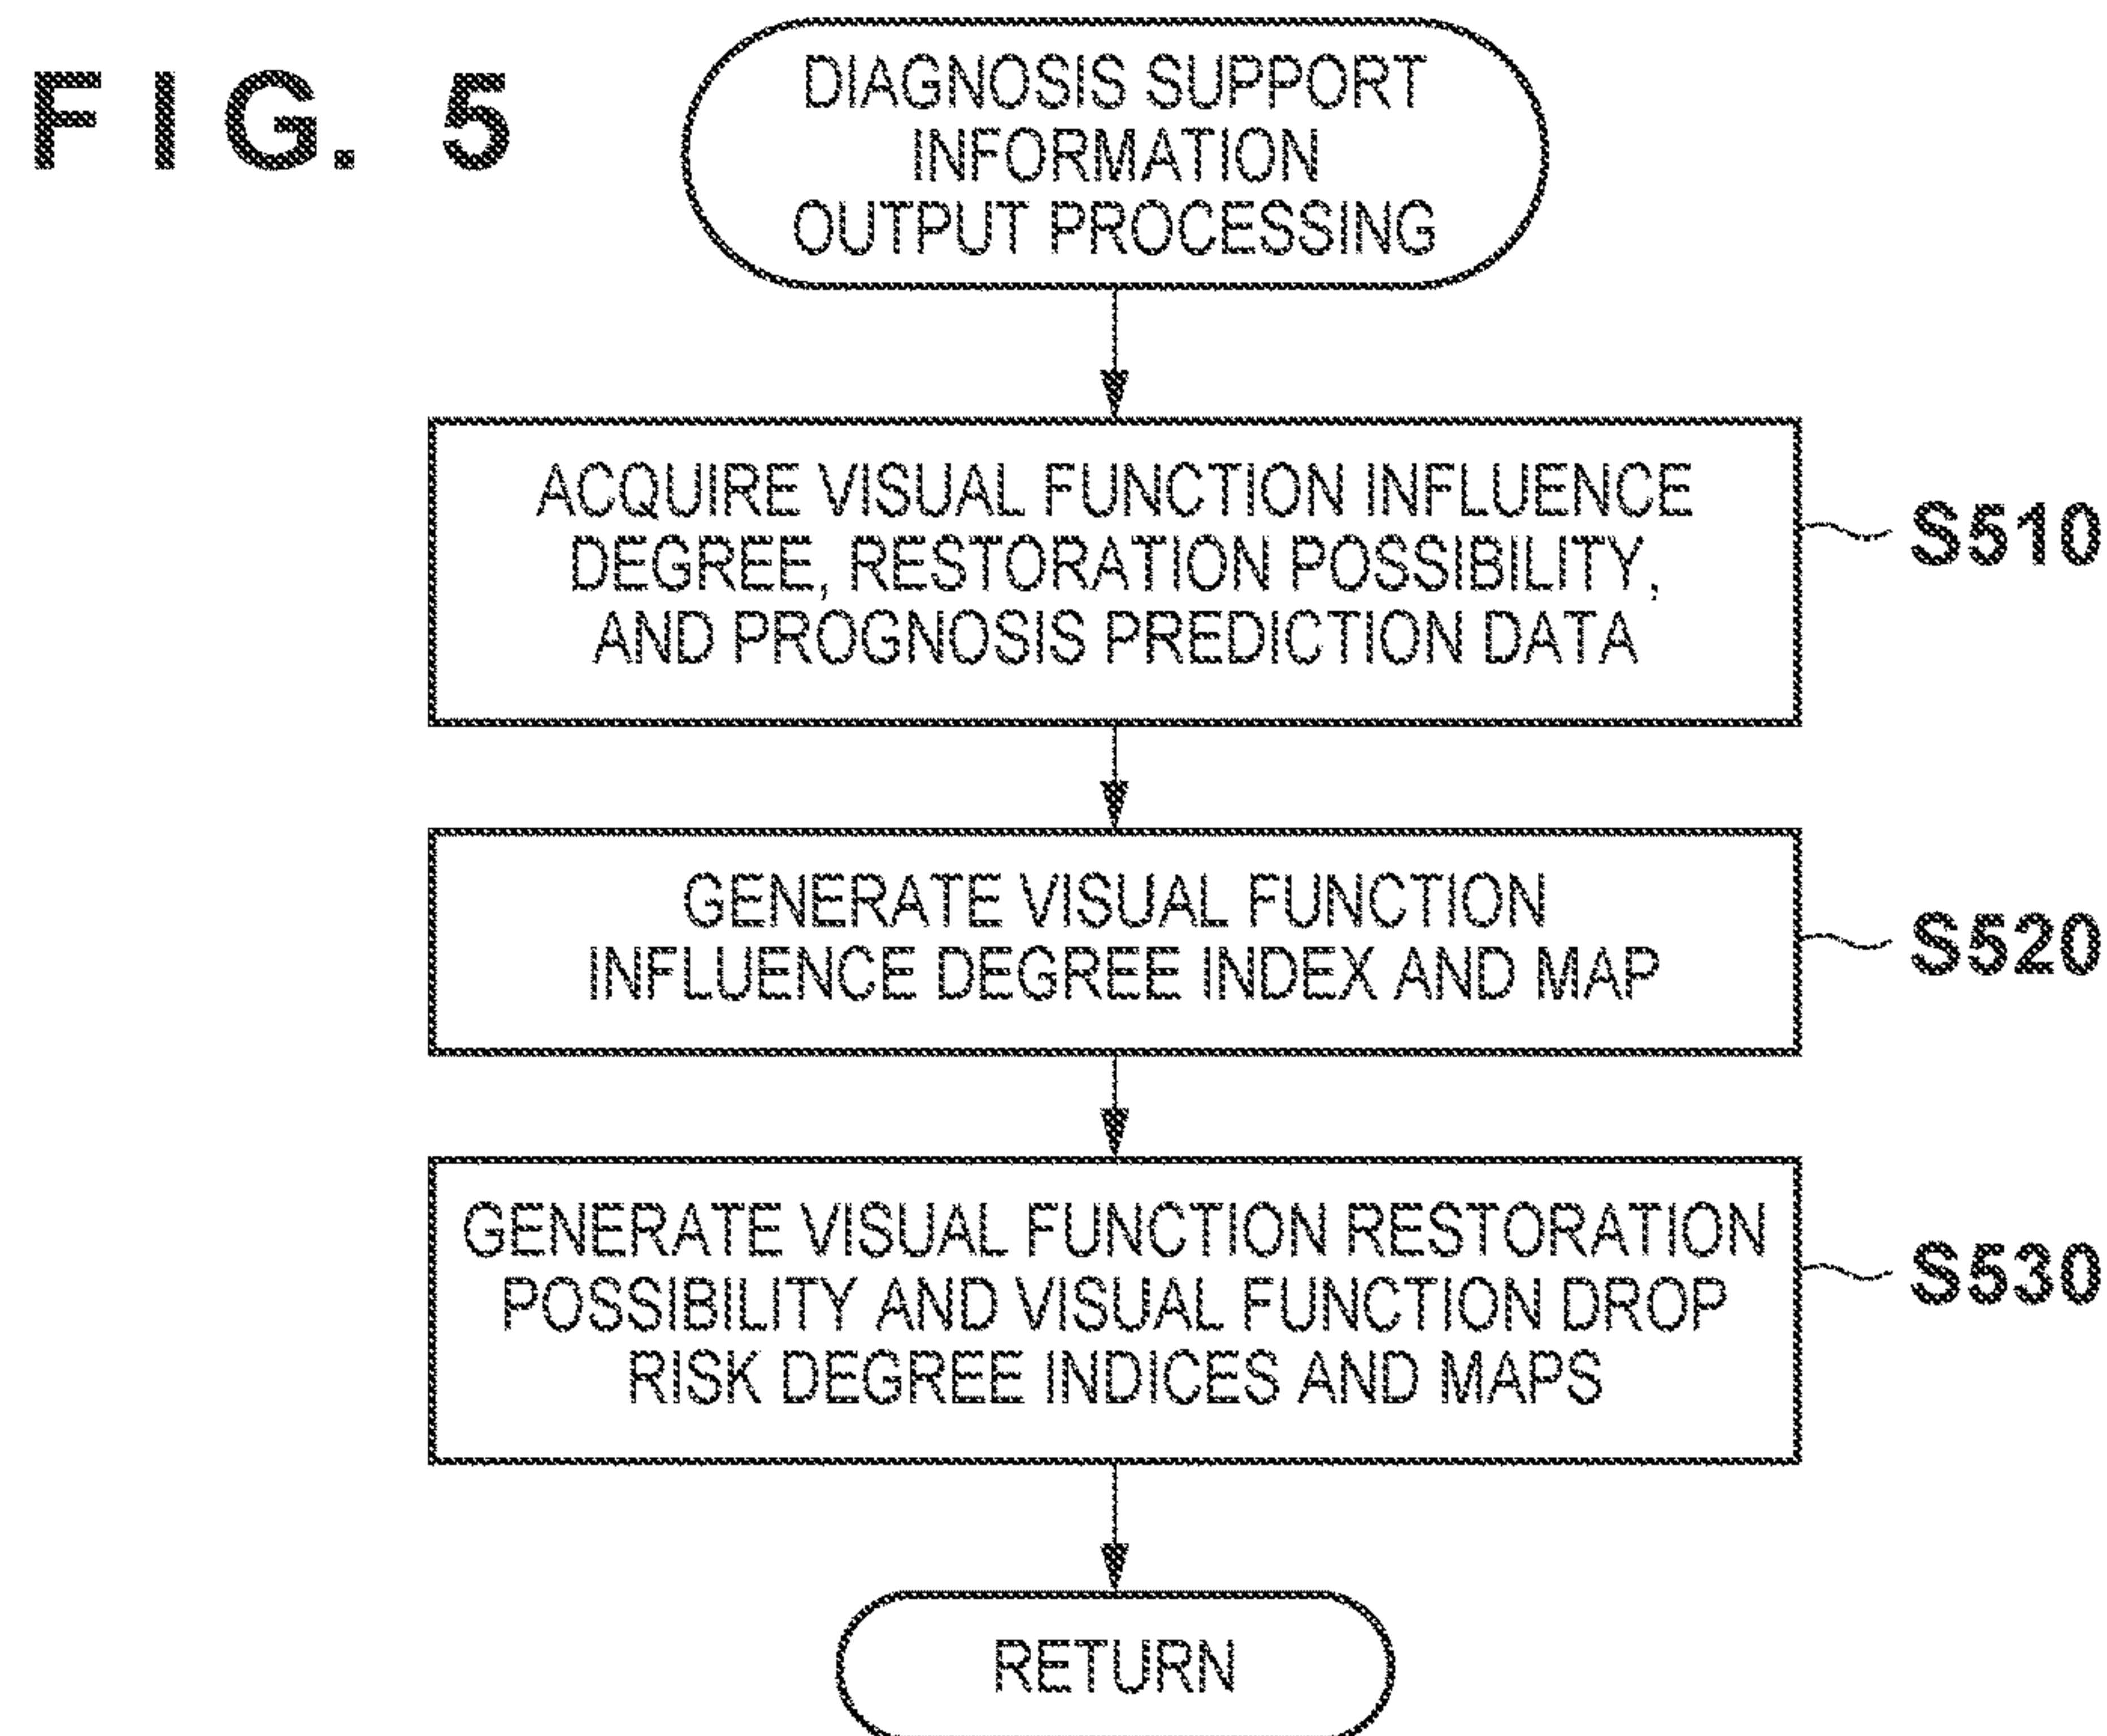 FIG. 5
DIAGNOSIS SUPPORT
INFORMATION
OUTPUT PROCESSING
ACQUIRE VISUAL FUNCTION INFLUENCE
DEGREE, RESTORATION POSSIBILITY,
AND PROGNOSIS PREDICTION DATA
S510
GENERATE VISUAL FUNCTION
INFLUENCE DEGREE INDEX AND MAP
S520
GENERATE VISUAL FUNCTION RESTORATION
POSSIBILITY AND VISUAL FUNCTION DROP
RISK DEGREE INDICES AND MAPS
S530
RETURN